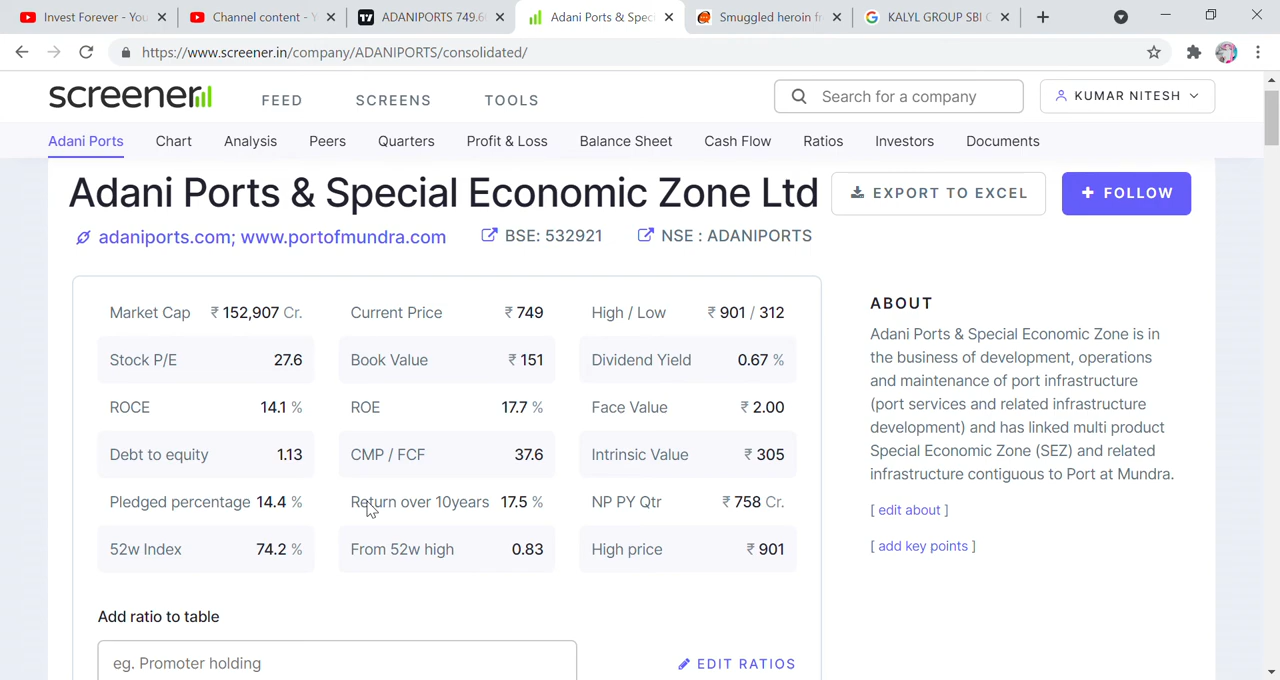 Invest Forever - You
Channel content - Y
ADANIPORTS 749.6
Adani Ports & Speci
Smuggled heroin fr
KALYL GROUP SBI C
https://www.screener.in/company/ADANIPORTS/consolidated/
screener
FEED SCREENS TOOLS
Search for a company
KUMAR NITESH
Adani Ports Chart Analysis Peers Quarters Profit & Loss Balance Sheet Cash Flow Ratios Investors Documents
Adani Ports & Special Economic Zone Ltd
EXPORT TO EXCEL
+ FOLLOW
adaniports.com; www.portofmundra.com BSE: 532921 NSE : ADANIPORTS
Market Cap ₹ 152,907 Cr. Current Price ₹ 749 High / Low ₹ 901 / 312
Stock P/E 27.6 Book Value ₹ 151 Dividend Yield 0.67 %
ROCE 14.1 % ROE 17.7 % Face Value ₹ 2.00
Debt to equity 1.13 CMP / FCF 37.6 Intrinsic Value ₹ 305
Pledged percentage 14.4 % Return over 10years 17.5 % NP PY Qtr ₹ 758 Cr.
52w Index 74.2 % From 52w high 0.83 High price ₹ 901
Add ratio to table
eg. Promoter holding
EDIT RATIOS
ABOUT
Adani Ports & Special Economic Zone is in
the business of development, operations
and maintenance of port infrastructure
(port services and related infrastructure
development) and has linked multi product
Special Economic Zone (SEZ) and related
infrastructure contiguous to Port at Mundra.
[ edit about ]
[ add key points ]